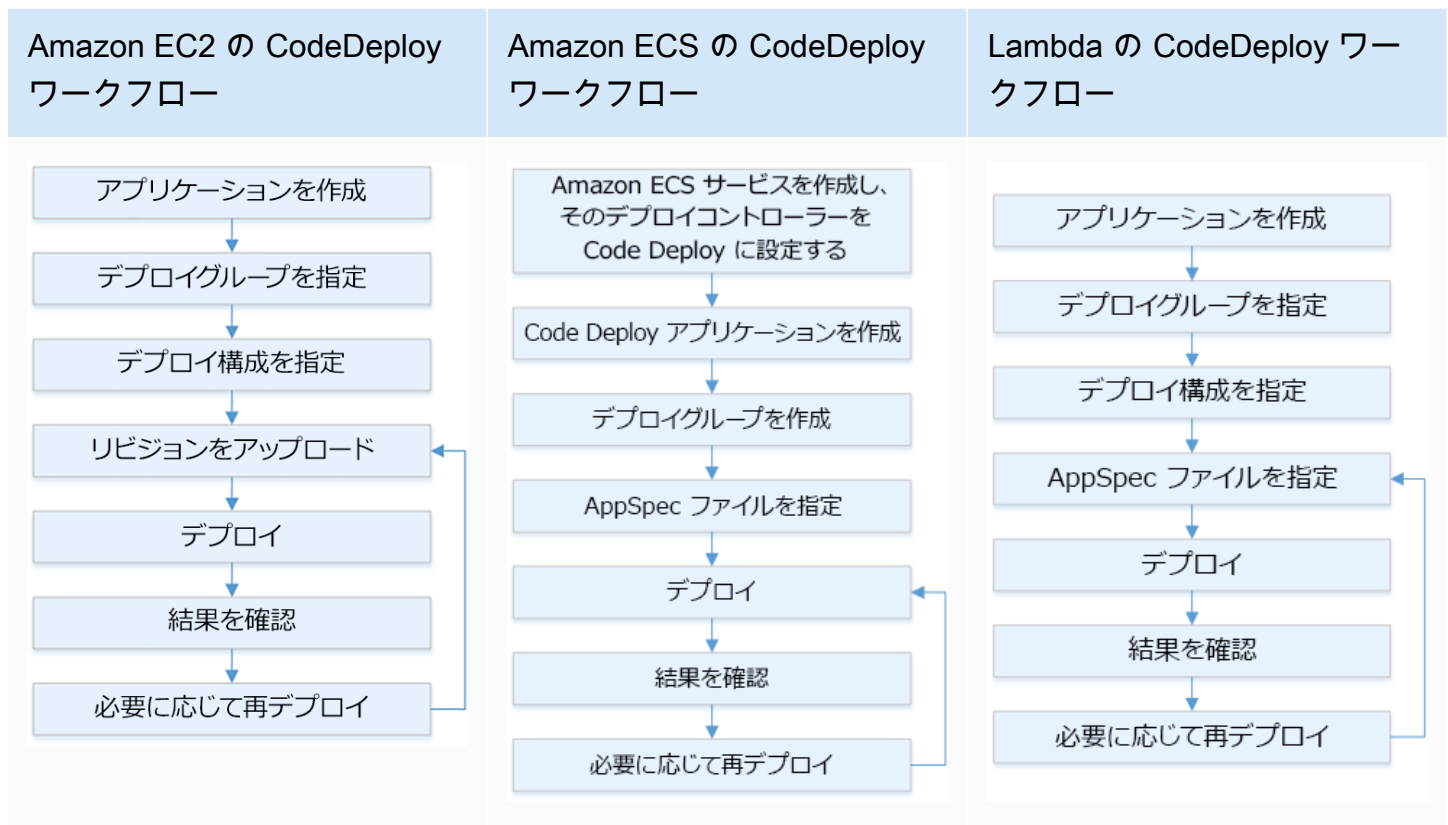 Amazon EC2 の CodeDeploy
ワークフロー
Amazon ECS の CodeDeploy
ワークフロー
Lambda の CodeDeploy ワー
クフロー
アプリケーションを作成
デプロイグループを指定
デプロイ構成を指定
リビジョンをアップロード
デプロイ
結果を確認
必要に応じて再デプロイ
Amazon ECS サービスを作成し、
そのデプロイコントローラーを
Code Deploy に設定する
Code Deploy アプリケーションを作成
デプロイグループを作成
AppSpec ファイルを指定
デプロイ
結果を確認
必要に応じて再デプロイ
アプリケーションを作成
デプロイグループを指定
デプロイ構成を指定
AppSpec ファイルを指定
デプロイ
結果を確認
必要に応じて再デプロイ